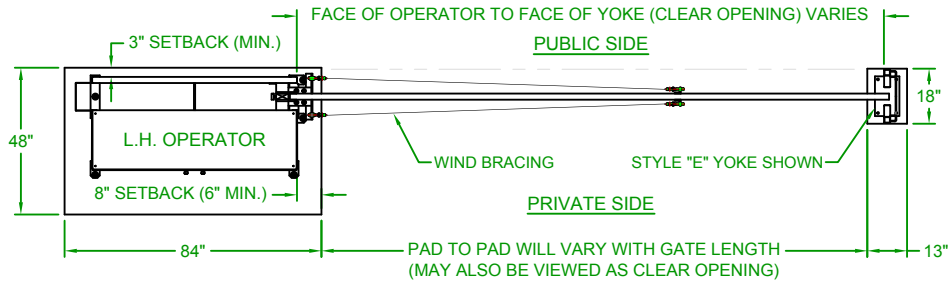 FACE OF OPERATOR TO FACE OF YOKE (CLEAR OPENING) VARIES
3" SETBACK (MIN.)
PUBLIC SIDE
48"
18"
L.H. OPERATOR
WIND BRACING
STYLE "E" YOKE SHOWN
8" SETBACK (6" MIN.)
PRIVATE SIDE
84"
PAD TO PAD WILL VARY WITH GATE LENGTH
(MAY ALSO BE VIEWED AS CLEAR OPENING)
13"